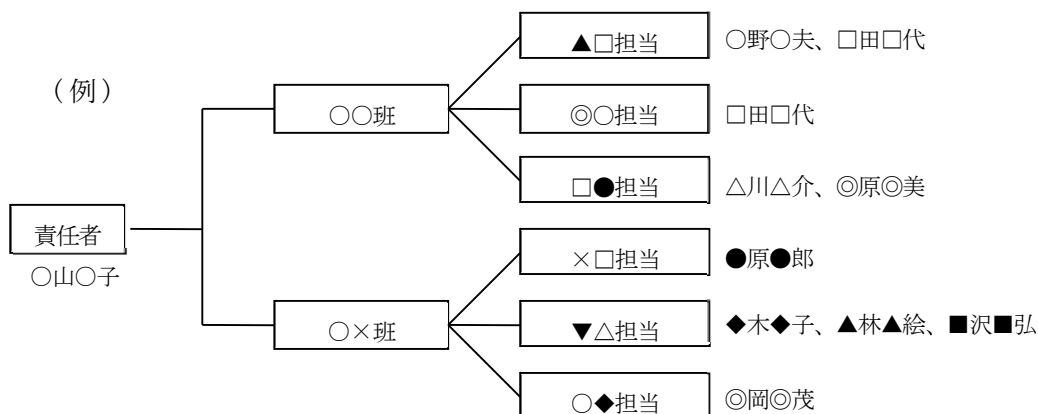 （例）
責任者
○山○子
○○班
▲□担当 ○野○夫、□田□代
◎○担当 □田□代
□●担当 △川△介、◎原◎美
○×班
×□担当 ●原●郎
▼△担当 ◆木◆子、▲林▲絵、■沢■弘
○◆担当 ◎岡◎茂